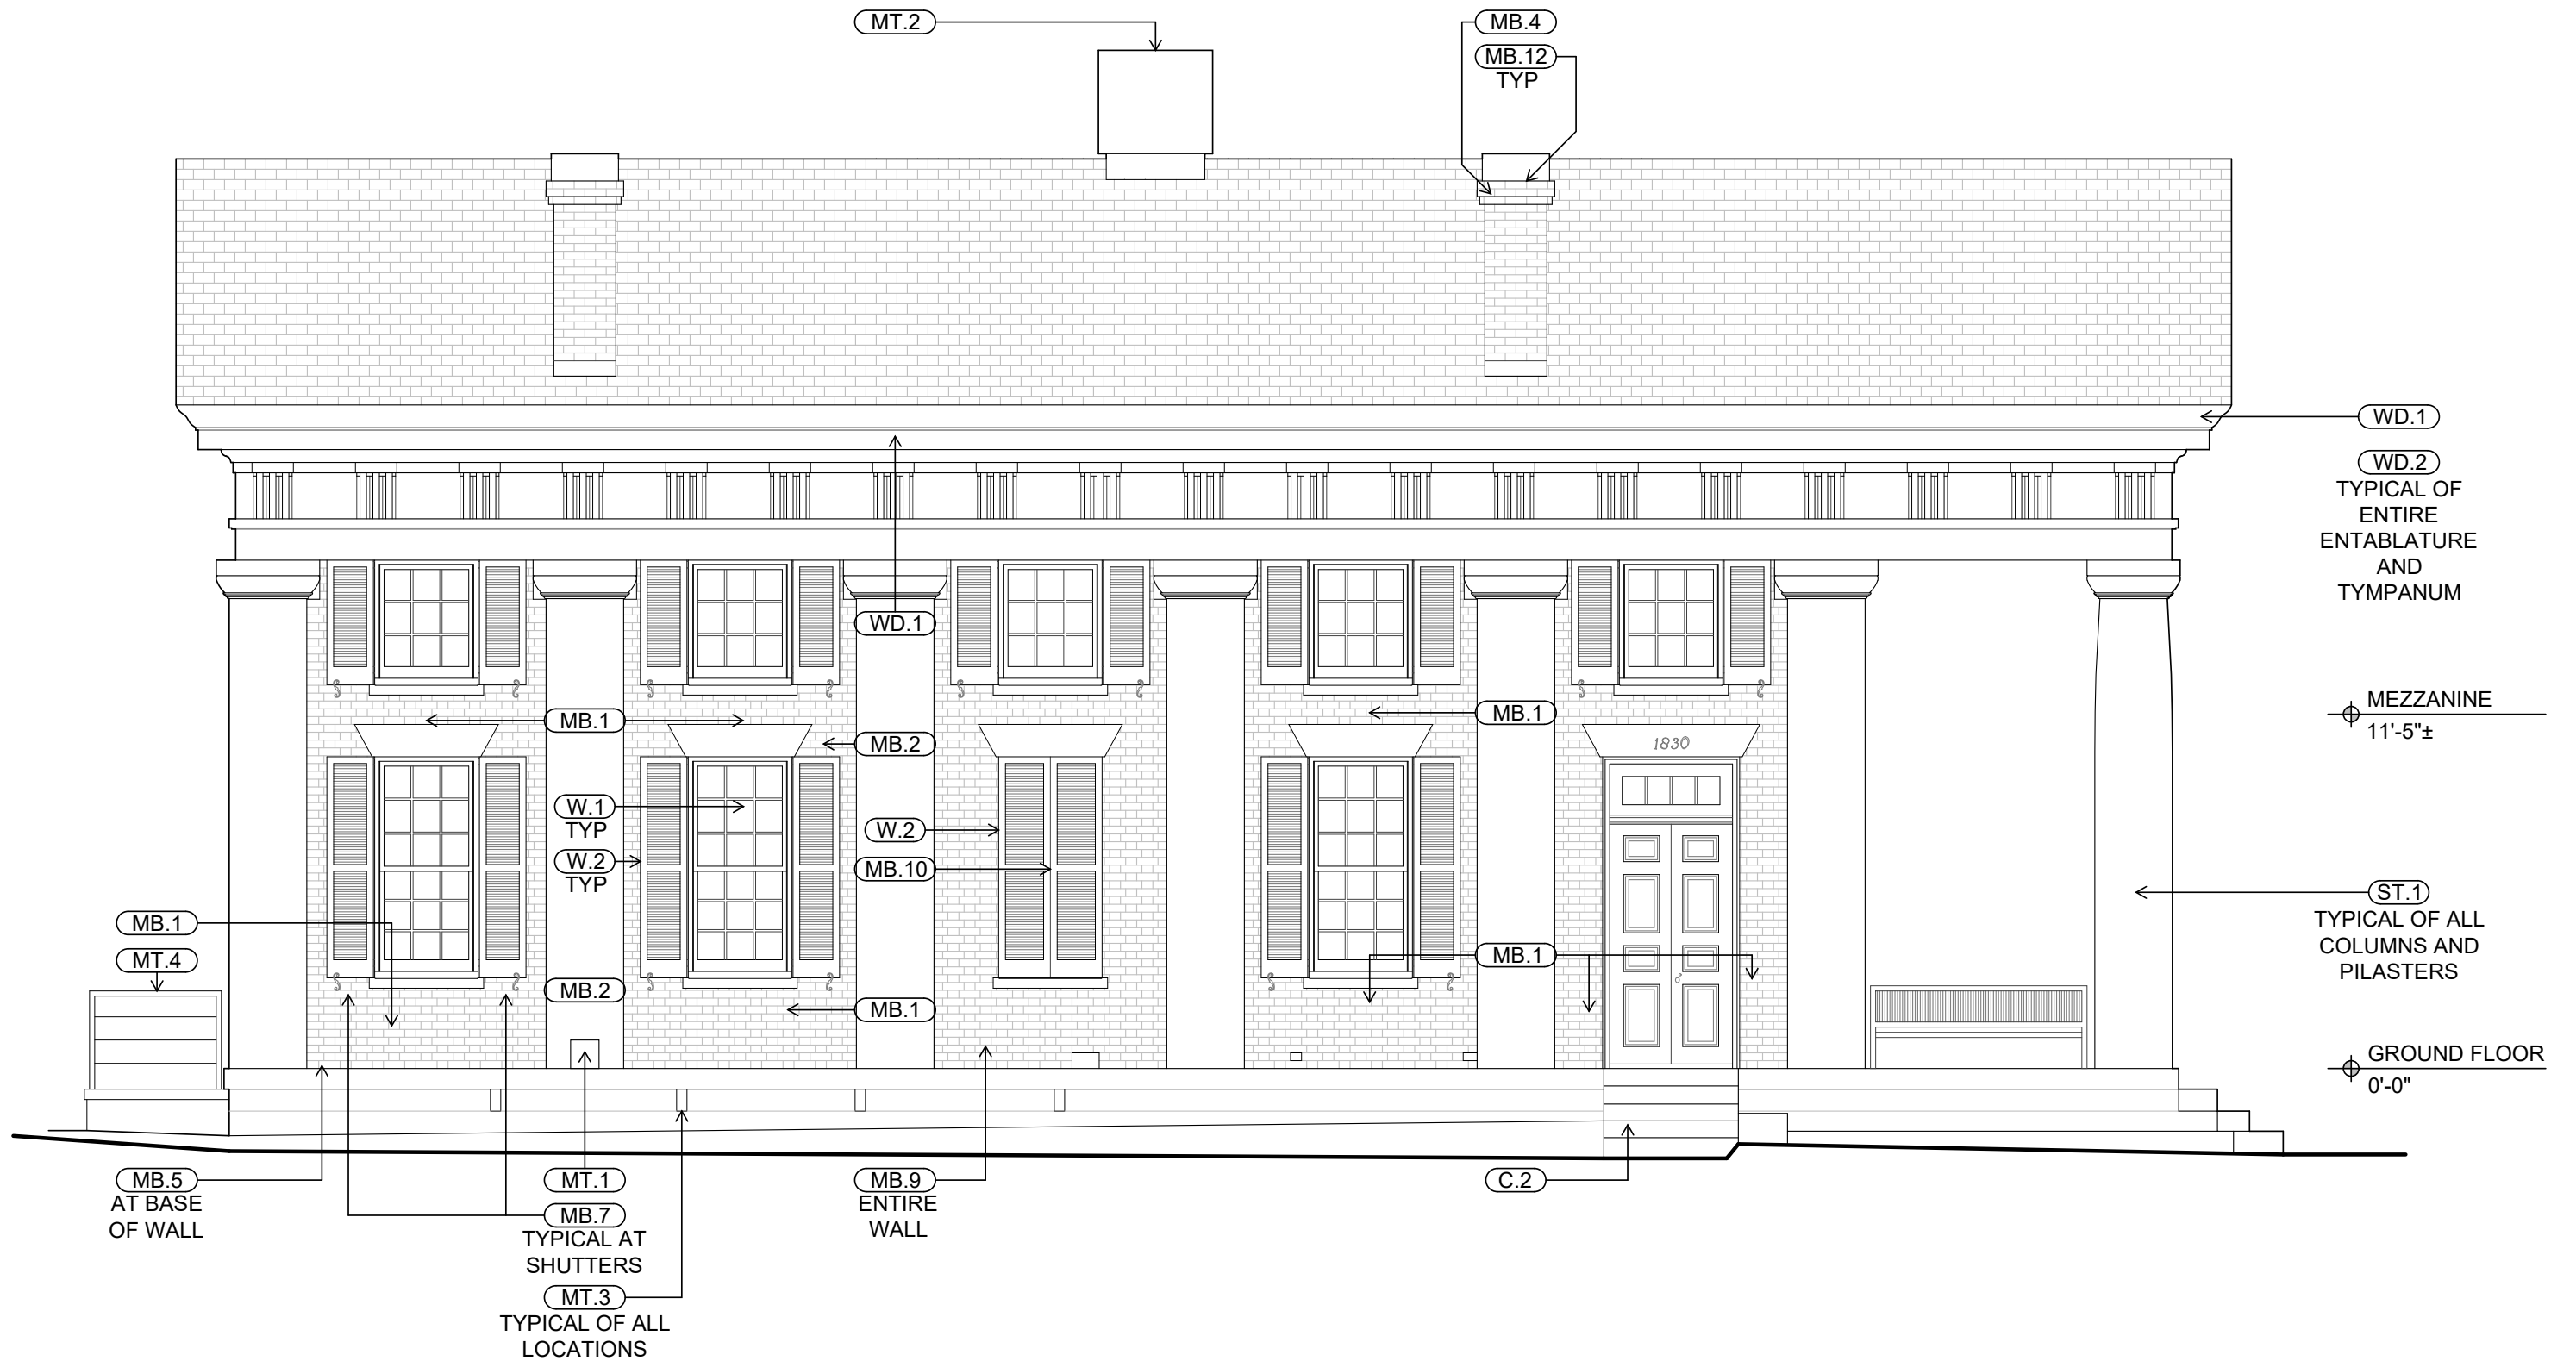 MT.2
MB.4
MB.12
TYP
WD.1
WD.2
TYPICAL OF
ENTIRE
ENTABLATURE
AND
TYMPANUM
WD.1
MEZZANINE
11'-5"±
MB.1
MB.1
MB.2
1830
W.1
TYP
W.2
W.2
TYP
MB.10
ST.1
TYPICAL OF ALL
COLUMNS AND
PILASTERS
MB.1
MT.4
MB.1
MB.2
MB.1
GROUND FLOOR
0'-0"
MB.5
AT BASE
OF WALL
MT.1
MB.7
TYPICAL AT
SHUTTERS
MT.3
TYPICAL OF ALL
LOCATIONS
MB.9
ENTIRE
WALL
C.2